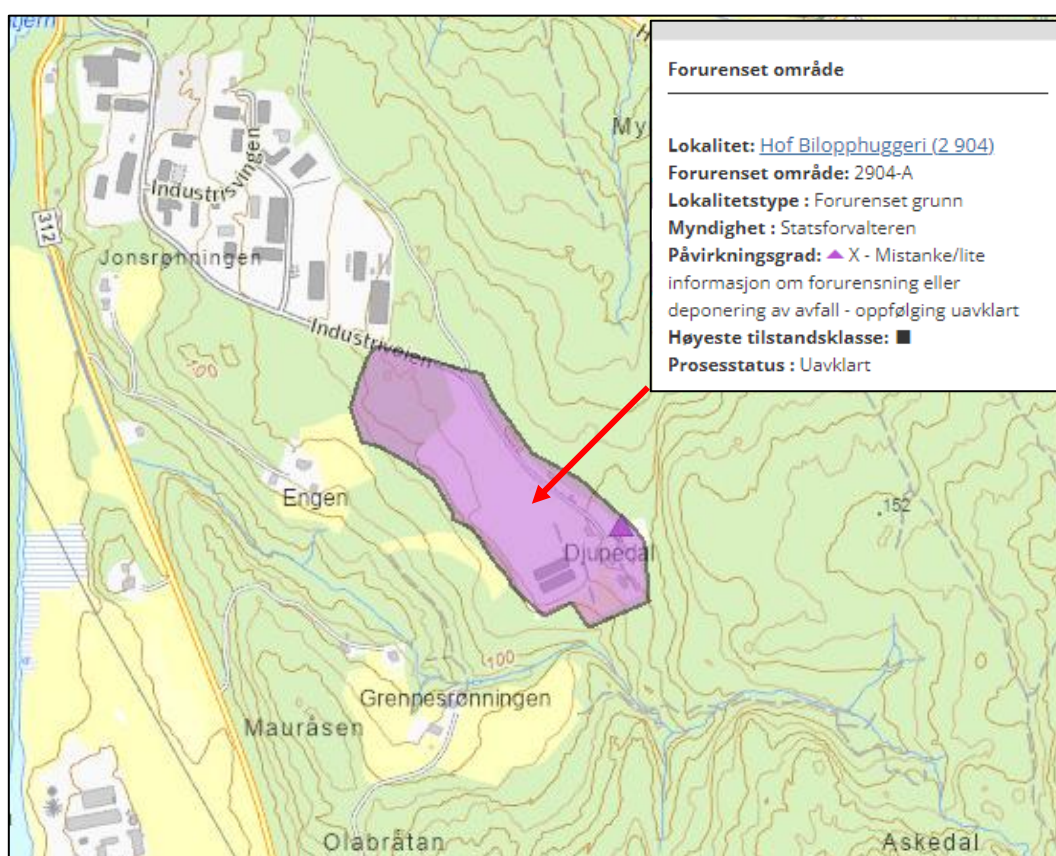 tjern
Forurenset område
Lokalitet: Hof Bilopphuggeri (2 904)
Forurenset område: 2904-A
Lokalitetstype : Forurenset grunn
Myndighet : Statsforvalteren
Påvirkningsgrad: ▲ X - Mistanke/lite
informasjon om forurensning eller
deponering av avfall - oppfølging uavklart
Høyeste tilstandsklasse: ■
Prosesstatus : Uavklart
My
Industrisvingen
312
Jonsrønningen
Industriveien
100
Engen
152
Djupedal
100
Grenpesrønningen
Mauråsen
Olabråtan
Askedal